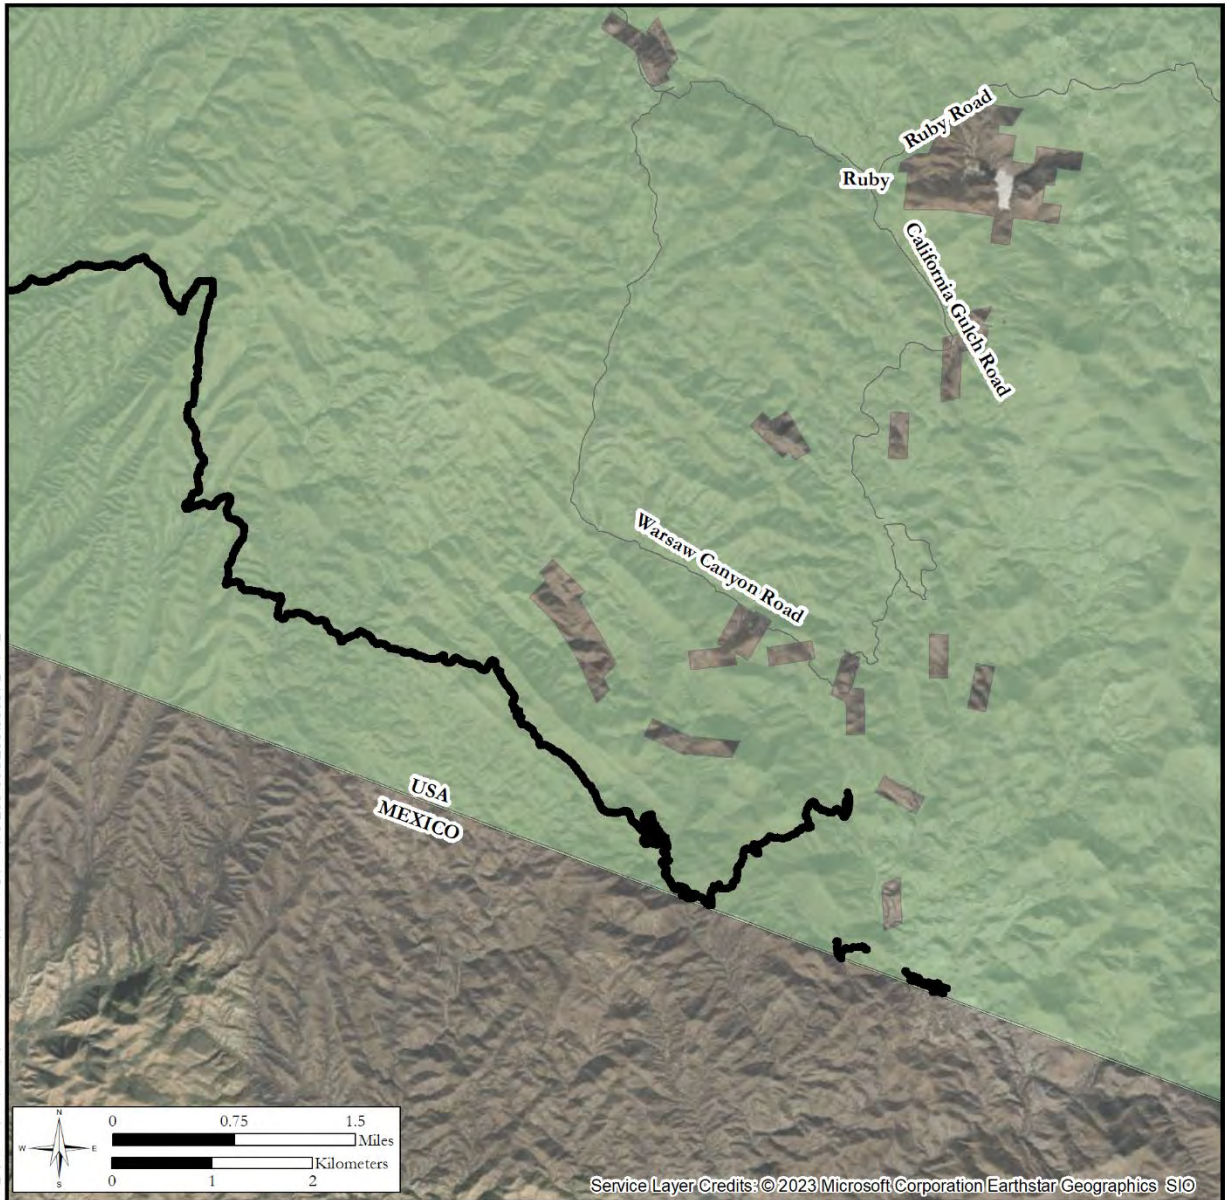 Ruby Road
Ruby
California Gulch Road
Warsaw Canyon Road
USA
MEXICO
N
W E
S
0 0.75 1.5
Miles
Kilometers
0 1 2
Service Layer Credits: © 2023 Microsoft Corporation Earthstar Geographics SIO